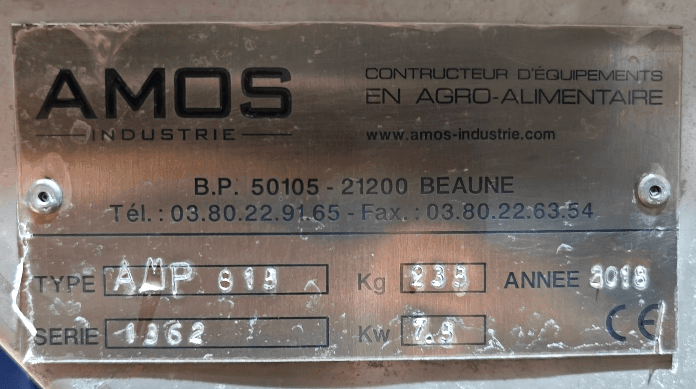 AMOS
INDUSTRIE
CONTRUCTEUR D'ÉQUIPEMENTS
EN AGRO-ALIMENTAIRE
www.amos-industrie.com
B.P. 50105 - 21200 BEAUNE
Tél. : 03.80.22.91.65 - Fax. : 03.80.22.63.54
TYPE Kg ANNEE 2018
SERIE 1362 Kw CE